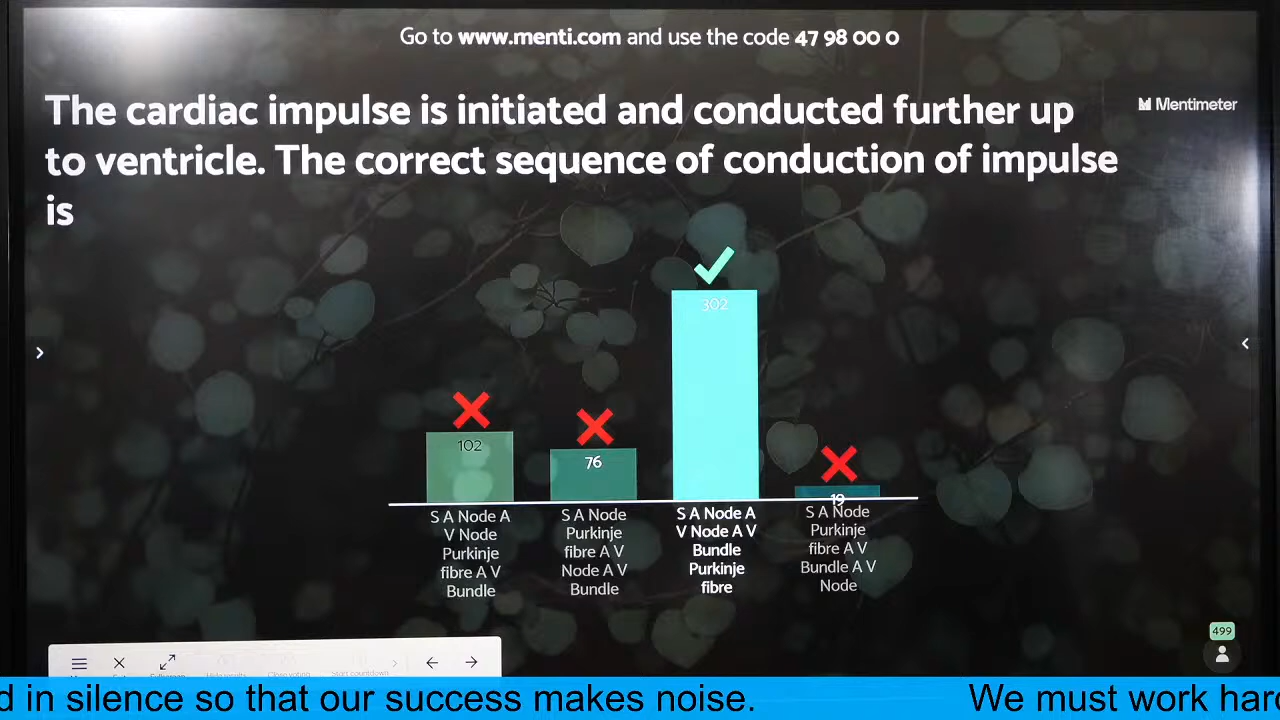 Go to www.menti.com and use the code 47 98 00 0
The cardiac impulse is initiated and conducted further up
to ventricle. The correct sequence of conduction of impulse
is
Mentimeter
302
102
76
19
S A Node A
V Node
Purkinje
fibre A V
Bundle
S A Node
Purkinje
fibre A V
Node A V
Bundle
S A Node A
V Node A V
Bundle
Purkinje
fibre
S A Node
Purkinje
fibre A V
Bundle A V
Node
499
d in silence so that our success makes noise.
We must work hard